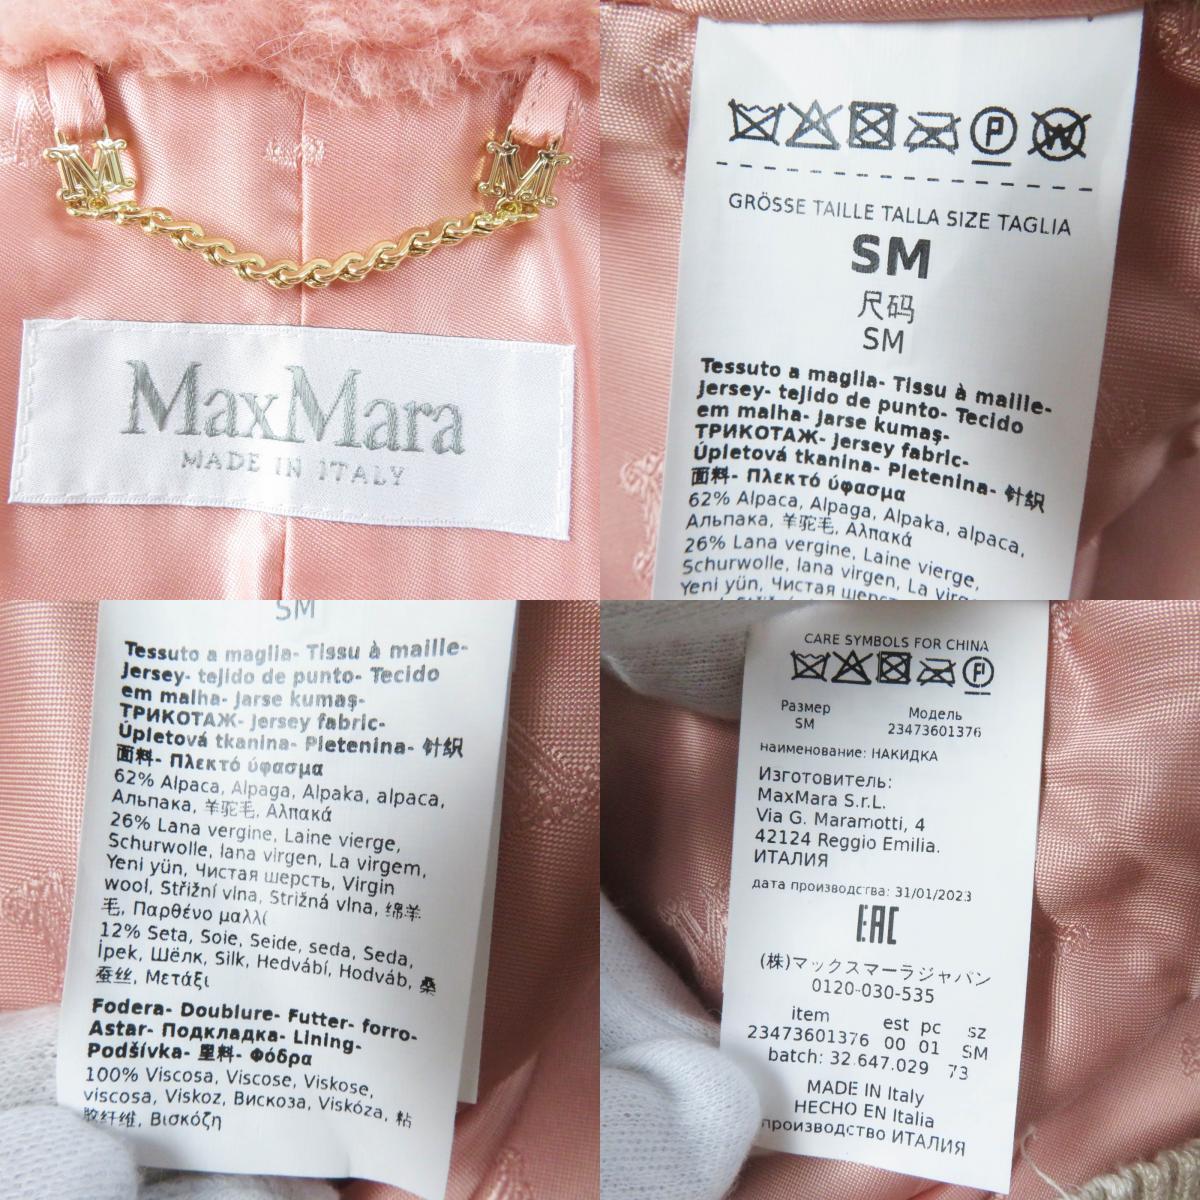 MaxMara
MADE IN ITALY
GRÖSSE TAILLE TALLA SIZE TAGLIA
SM
尺码
SM
Tessuto a maglia- Tissu à maille-
Jersey- tejido de punto- Tecido
em malha- Jarse kumaş-
ТРИКОТАЖ- Jersey fabric-
Úpletová tkanina- Pletenina- 针织
面料- Πλεκτό ύφασμα
62% Alpaca, Alpaga, Alpaka, alpaca,
Альпака, 羊驼毛, Αλπακά
26% Lana vergine, Laine vierge,
Schurwolle, lana virgen, La virgem,
Yeni yün, Чистая шерсть
SM
Tessuto a maglia- Tissu à maille-
Jersey- tejido de punto- Tecido
em malha- Jarse kumaş-
ТРИКОТАЖ- Jersey fabric-
Úpletová tkanina- Pletenina- 针织
面料- Πλεκτό ύφασμα
62% Alpaca, Alpaga, Alpaka, alpaca,
Альпака, 羊驼毛, Αλπακά
26% Lana vergine, Laine vierge,
Schurwolle, lana virgen, La virgem,
Yeni yün, Чистая шерсть, Virgin
wool, Střižní vlna, Strižná vlna, 绵羊
毛, Παρθένο μαλλί
12% Seta, Soie, Seide, seda, Seda,
İpek, Шёлк, Silk, Hedvábí, Hodváb, 桑
蚕丝, Μετάξι
Fodera- Doublure- Futter- forro-
Astar- Подкладка- Lining-
Podšívka- 里料- Φόδρα
100% Viscosa, Viscose, Viskose,
viscosa, Viskoz, Вискоза, Viskóza, 粘
胶纤维, Βισκόζη
CARE SYMBOLS FOR CHINA
Размер Модель
SM 23473601376
наименование: НАКИДКА
Изготовитель:
MaxMara S.r.L.
Via G. Maramotti, 4
42124 Reggio Emilia.
ИТАЛИЯ
дата производства: 31/01/2023
EAC
(株)マックスマーラジャパン
0120-030-535
item est pc sz
23473601376 00 01 SM
batch: 32.647.029 73
MADE IN Italy
HECHO EN Italia
производство ИТАЛИЯ